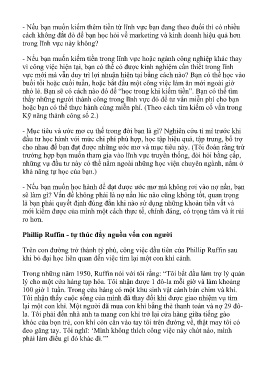 - Nếu bạn muốn kiếm thêm tiền từ lĩnh vực bạn đang theo đuổi thì có nhiều
cách không đắt đỏ để bạn học hỏi về marketing và kinh doanh hiệu quả hơn
trong lĩnh vực này không?
- Nếu bạn muốn kiếm tiền trong lĩnh vực hoặc ngành công nghiệp khác thay
vì công việc hiện tại, bạn có thể có được kinh nghiệm cần thiết trong lĩnh
vực mới mà vẫn duy trì lợi nhuận hiện tại bằng cách nào? Bạn có thể học vào
buổi tối hoặc cuối tuần, hoặc bắt đầu một công việc làm ăn mới ngoài giờ
nhỏ lẻ. Bạn sẽ có cách nào đó để “học trong khi kiếm tiền”. Bạn có thể tìm
thấy những người thành công trong lĩnh vực đó để tư vấn miễn phí cho bạn
hoặc bạn có thể thực hành cùng miễn phí. (Theo cách tìm kiếm cố vấn trong
Kỹ năng thành công số 2.)
- Mục tiêu và ước mơ cụ thể trong đời bạn là gì? Nghiên cứu tỉ mỉ trước khi
đầu tư học hành với mức chi phí phù hợp, học tập hiệu quả, tập trung, bổ trợ
cho nhau để bạn đạt được những ước mơ và mục tiêu này. (Tôi đoán rằng trừ
trường hợp bạn muốn tham gia vào lĩnh vực truyền thống, đòi hỏi bằng cấp,
những vụ đầu tư này có thể nằm ngoài những học viện chuyên ngành, nằm ở
khả năng tự học của bạn.)
- Nếu bạn muốn học hành để đạt được ước mơ mà không rơi vào nợ nần, bạn
sẽ làm gì? Vấn đề không phải là nợ nần lúc nào cũng không tốt, quan trọng
là bạn phải quyết định đúng đắn khi nào sử dụng những khoản tiền vất vả
mới kiếm được của mình một cách thực tế, chính đáng, có trọng tâm và ít rủi
ro hơn.
Phillip Ruffin - tự thúc đẩy nguồn vốn con người
Trên con đường trở thành tỷ phú, công việc đầu tiên của Phillip Ruffin sau
khi bỏ đại học liên quan đến việc tìm lại một con khỉ cảnh.
Trong những năm 1950, Ruffin nói với tôi rằng: “Tôi bắt đầu làm trợ lý quản
lý cho một cửa hàng tạp hóa. Tôi nhận được 1 đô-la mỗi giờ và làm khoảng
100 giờ 1 tuần. Trong cửa hàng có một khu sinh vật cảnh bán chim và khỉ.
Tôi nhận thấy cuộc sống của mình đã thay đổi khi được giao nhiệm vụ tìm
lại một con khỉ. Một người đã mua con khỉ bằng thẻ thanh toán và nợ 29 đô-
la. Tôi phải đến nhà anh ta mang con khỉ trở lại cửa hàng giữa tiếng gào
khóc của bọn trẻ, con khỉ còn cắn vào tay tôi trên đường về, thật may tôi có
đeo găng tay. Tôi nghĩ: ‘Mình không thích công việc này chút nào, mình
phải làm điều gì đó khác đi.’”